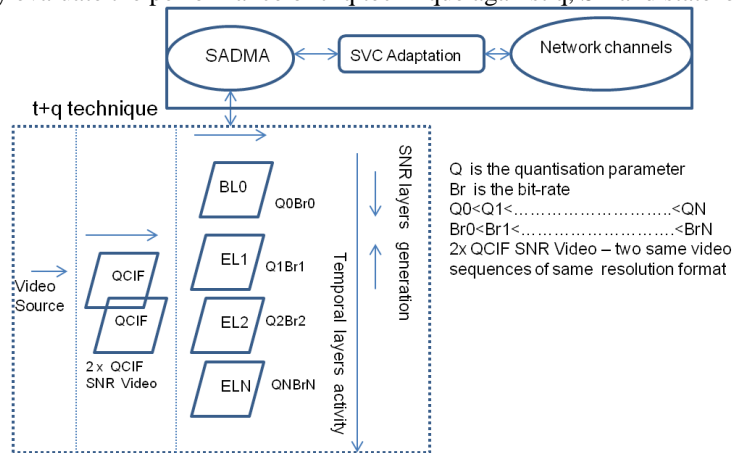 SADMA
SVC Adaptation
Network channels
t+q technique
Video
Source
QCIF
QCIF
2 x QCIF
SNR Video
BL0
Q0Br0
EL1
Q1Br1
EL2
Q2Br2
ELN
QNBrN
Temporal layers activity
SNR layers generation
Q is the quantisation parameter
Br is the bit-rate
Q0<Q1<…………………………..<QN
Br0<Br1<……………………….<BrN
2x QCIF SNR Video – two same video
sequences of same resolution format